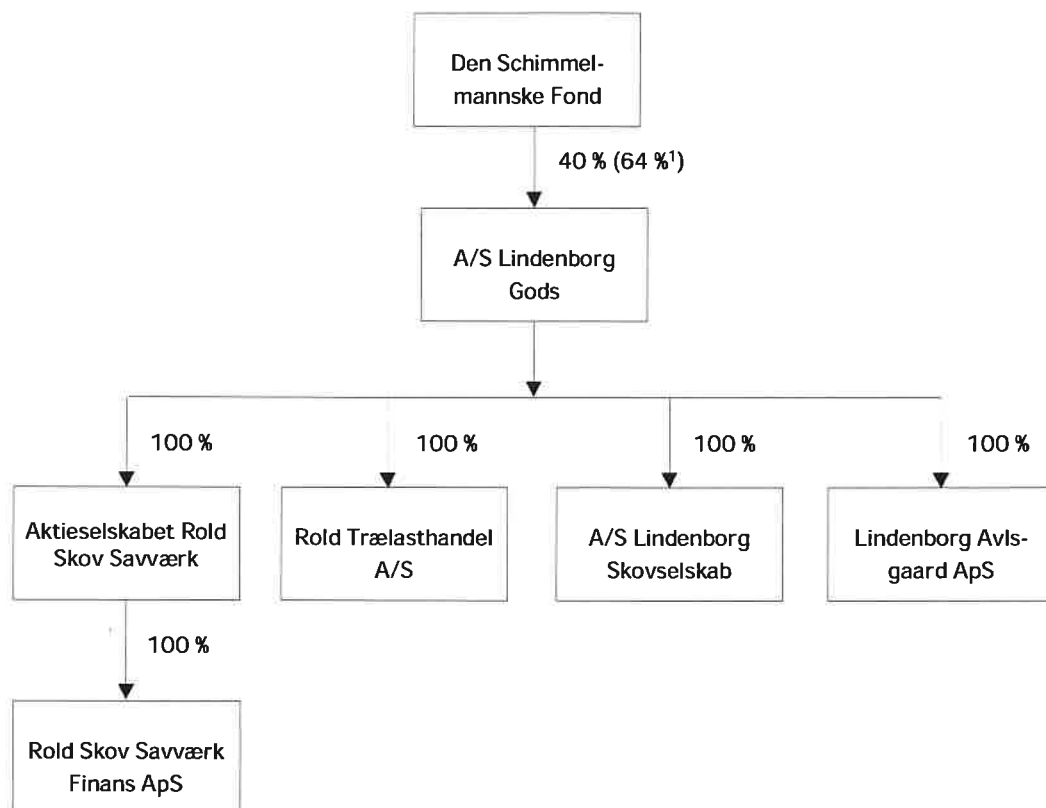 Den Schimmel-
mannske Fond
40 % (64 %¹)
A/S Lindenborg
Gods
100 %
100 %
100 %
100 %
Aktieselskabet Rold
Skov Savværk
Rold Trælasthandel
A/S
A/S Lindenborg
Skovselskab
Lindenborg Avls-
gaard ApS
100 %
Rold Skov Savværk
Finans ApS